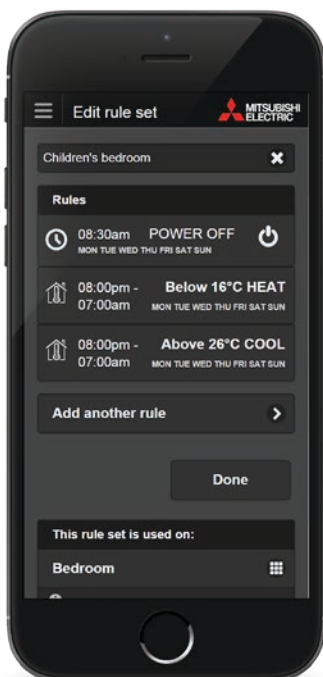 Edit rule set
MITSUBISHI
ELECTRIC
Children's bedroom
Rules
08:30am POWER OFF
MON TUE WED THU FRI SAT SUN
08:00pm - Below 16°C HEAT
07:00am MON TUE WED THU FRI SAT SUN
08:00pm - Above 26°C COOL
07:00am MON TUE WED THU FRI SAT SUN
Add another rule
Done
This rule set is used on:
Bedroom